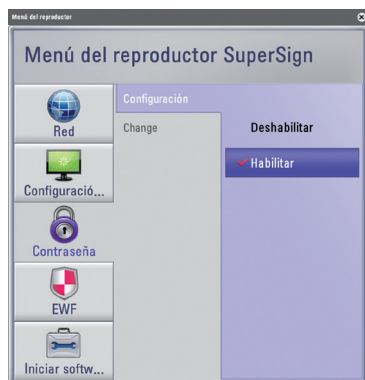 Menú del reproductor
Menú del reproductor SuperSign
Red
Configuració...
Contraseña
EWF
Iniciar softw...
Configuración
Change
Deshabilitar
Habilitar